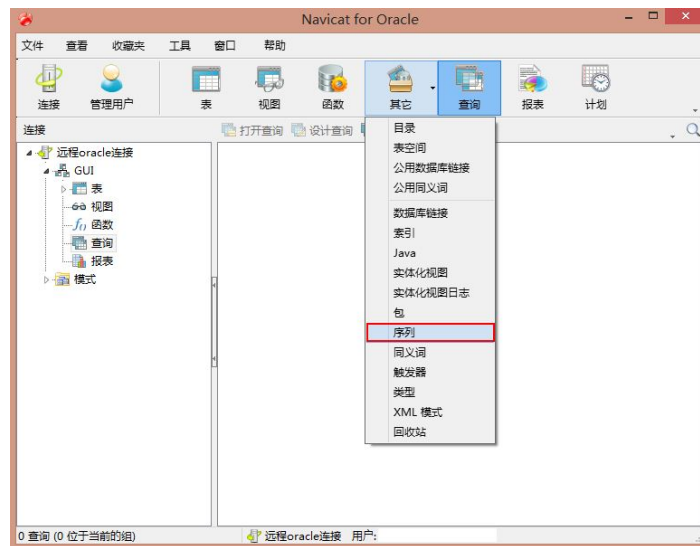 Navicat for Oracle
文件 查看 收藏夹 工具 窗口 帮助
连接 管理用户 表 视图 函数 其它 查询 报表 计划
连接 打开查询 设计查询
远程oracle连接
GUI
表
视图
函数
查询
报表
模式
目录
表空间
公用数据库链接
公用同义词
数据库链接
索引
Java
实体化视图
实体化视图日志
包
序列
同义词
触发器
类型
XML 模式
回收站
0 查询 (0 位于当前的组) 远程oracle连接 用户: